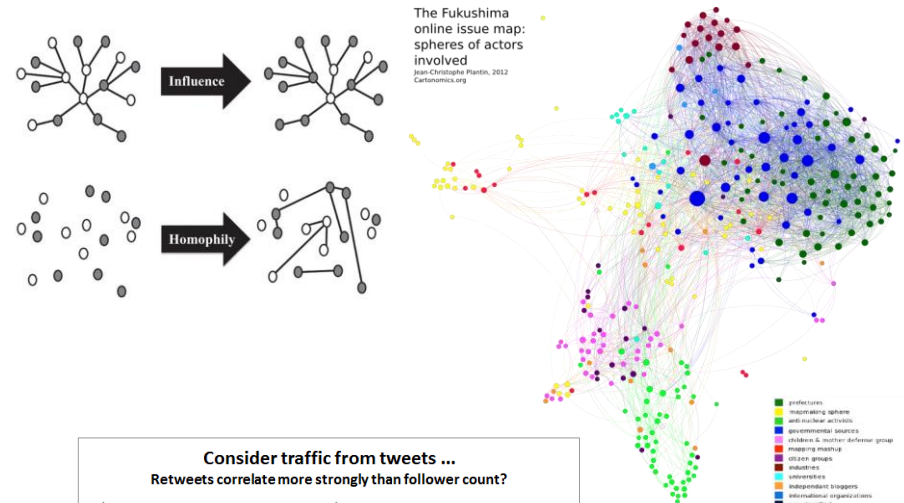 Influence
Homophily
The Fukushima
online issue map:
spheres of actors
involved
Jean-Christophe Plantin, 2012
Cartonomics.org
prefectures
mapmaking sphere
anti nuclear activists
governmental sources
children & mother defense group
mapping mashup
citizen groups
industries
universities
independant bloggers
international organizations
Consider traffic from tweets ...
Retweets correlate more strongly than follower count?